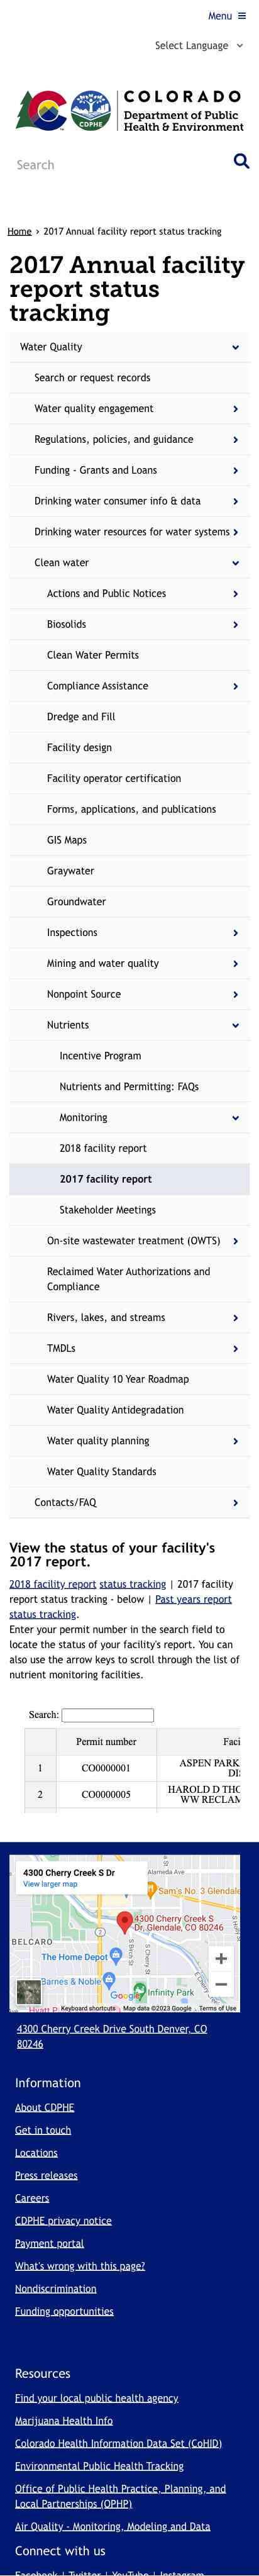 Menu
Select Language
COLORADO
CDPHE
Department of Public
Health & Environment
Search
Home › 2017 Annual facility report status tracking
2017 Annual facility
report status
tracking
Water Quality
Search or request records
Water quality engagement
Regulations, policies, and guidance
Funding - Grants and Loans
Drinking water consumer info & data
Drinking water resources for water systems
Clean water
Actions and Public Notices
Biosolids
Clean Water Permits
Compliance Assistance
Dredge and Fill
Facility design
Facility operator certification
Forms, applications, and publications
GIS Maps
Graywater
Groundwater
Inspections
Mining and water quality
Nonpoint Source
Nutrients
Incentive Program
Nutrients and Permitting: FAQs
Monitoring
2018 facility report
2017 facility report
Stakeholder Meetings
On-site wastewater treatment (OWTS)
Reclaimed Water Authorizations and
Compliance
Rivers, lakes, and streams
TMDLs
Water Quality 10 Year Roadmap
Water Quality Antidegradation
Water quality planning
Water Quality Standards
Contacts/FAQ
View the status of your facility's
2017 report.
2018 facility report status tracking | 2017 facility
report status tracking - below | Past years report
status tracking.
Enter your permit number in the search field to
locate the status of your facility's report. You can
also use the arrow keys to scroll through the list of
nutrient monitoring facilities.
Search:
Permit number Faci
1 CO0000001 ASPEN PARK
DIS
2 CO0000005 HAROLD D THO
WW RECLAM
4300 Cherry Creek S Dr
View larger map
Alameda Ave
Sam's No. 3 Glendale
4300 Cherry Creek S
Dr, Glendale, CO 80246
BELCARO
The Home Depot
Barnes & Noble
Infinity Park
Google
Hyatt P
Keyboard shortcuts Map data ©2023 Google Terms of Use
4300 Cherry Creek Drive South Denver, CO
80246
Information
About CDPHE
Get in touch
Locations
Press releases
Careers
CDPHE privacy notice
Payment portal
What's wrong with this page?
Nondiscrimination
Funding opportunities
Resources
Find your local public health agency
Marijuana Health Info
Colorado Health Information Data Set (CoHID)
Environmental Public Health Tracking
Office of Public Health Practice, Planning, and
Local Partnerships (OPHP)
Air Quality - Monitoring, Modeling and Data
Connect with us
Facebook | Twitter | YouTube | Instagram